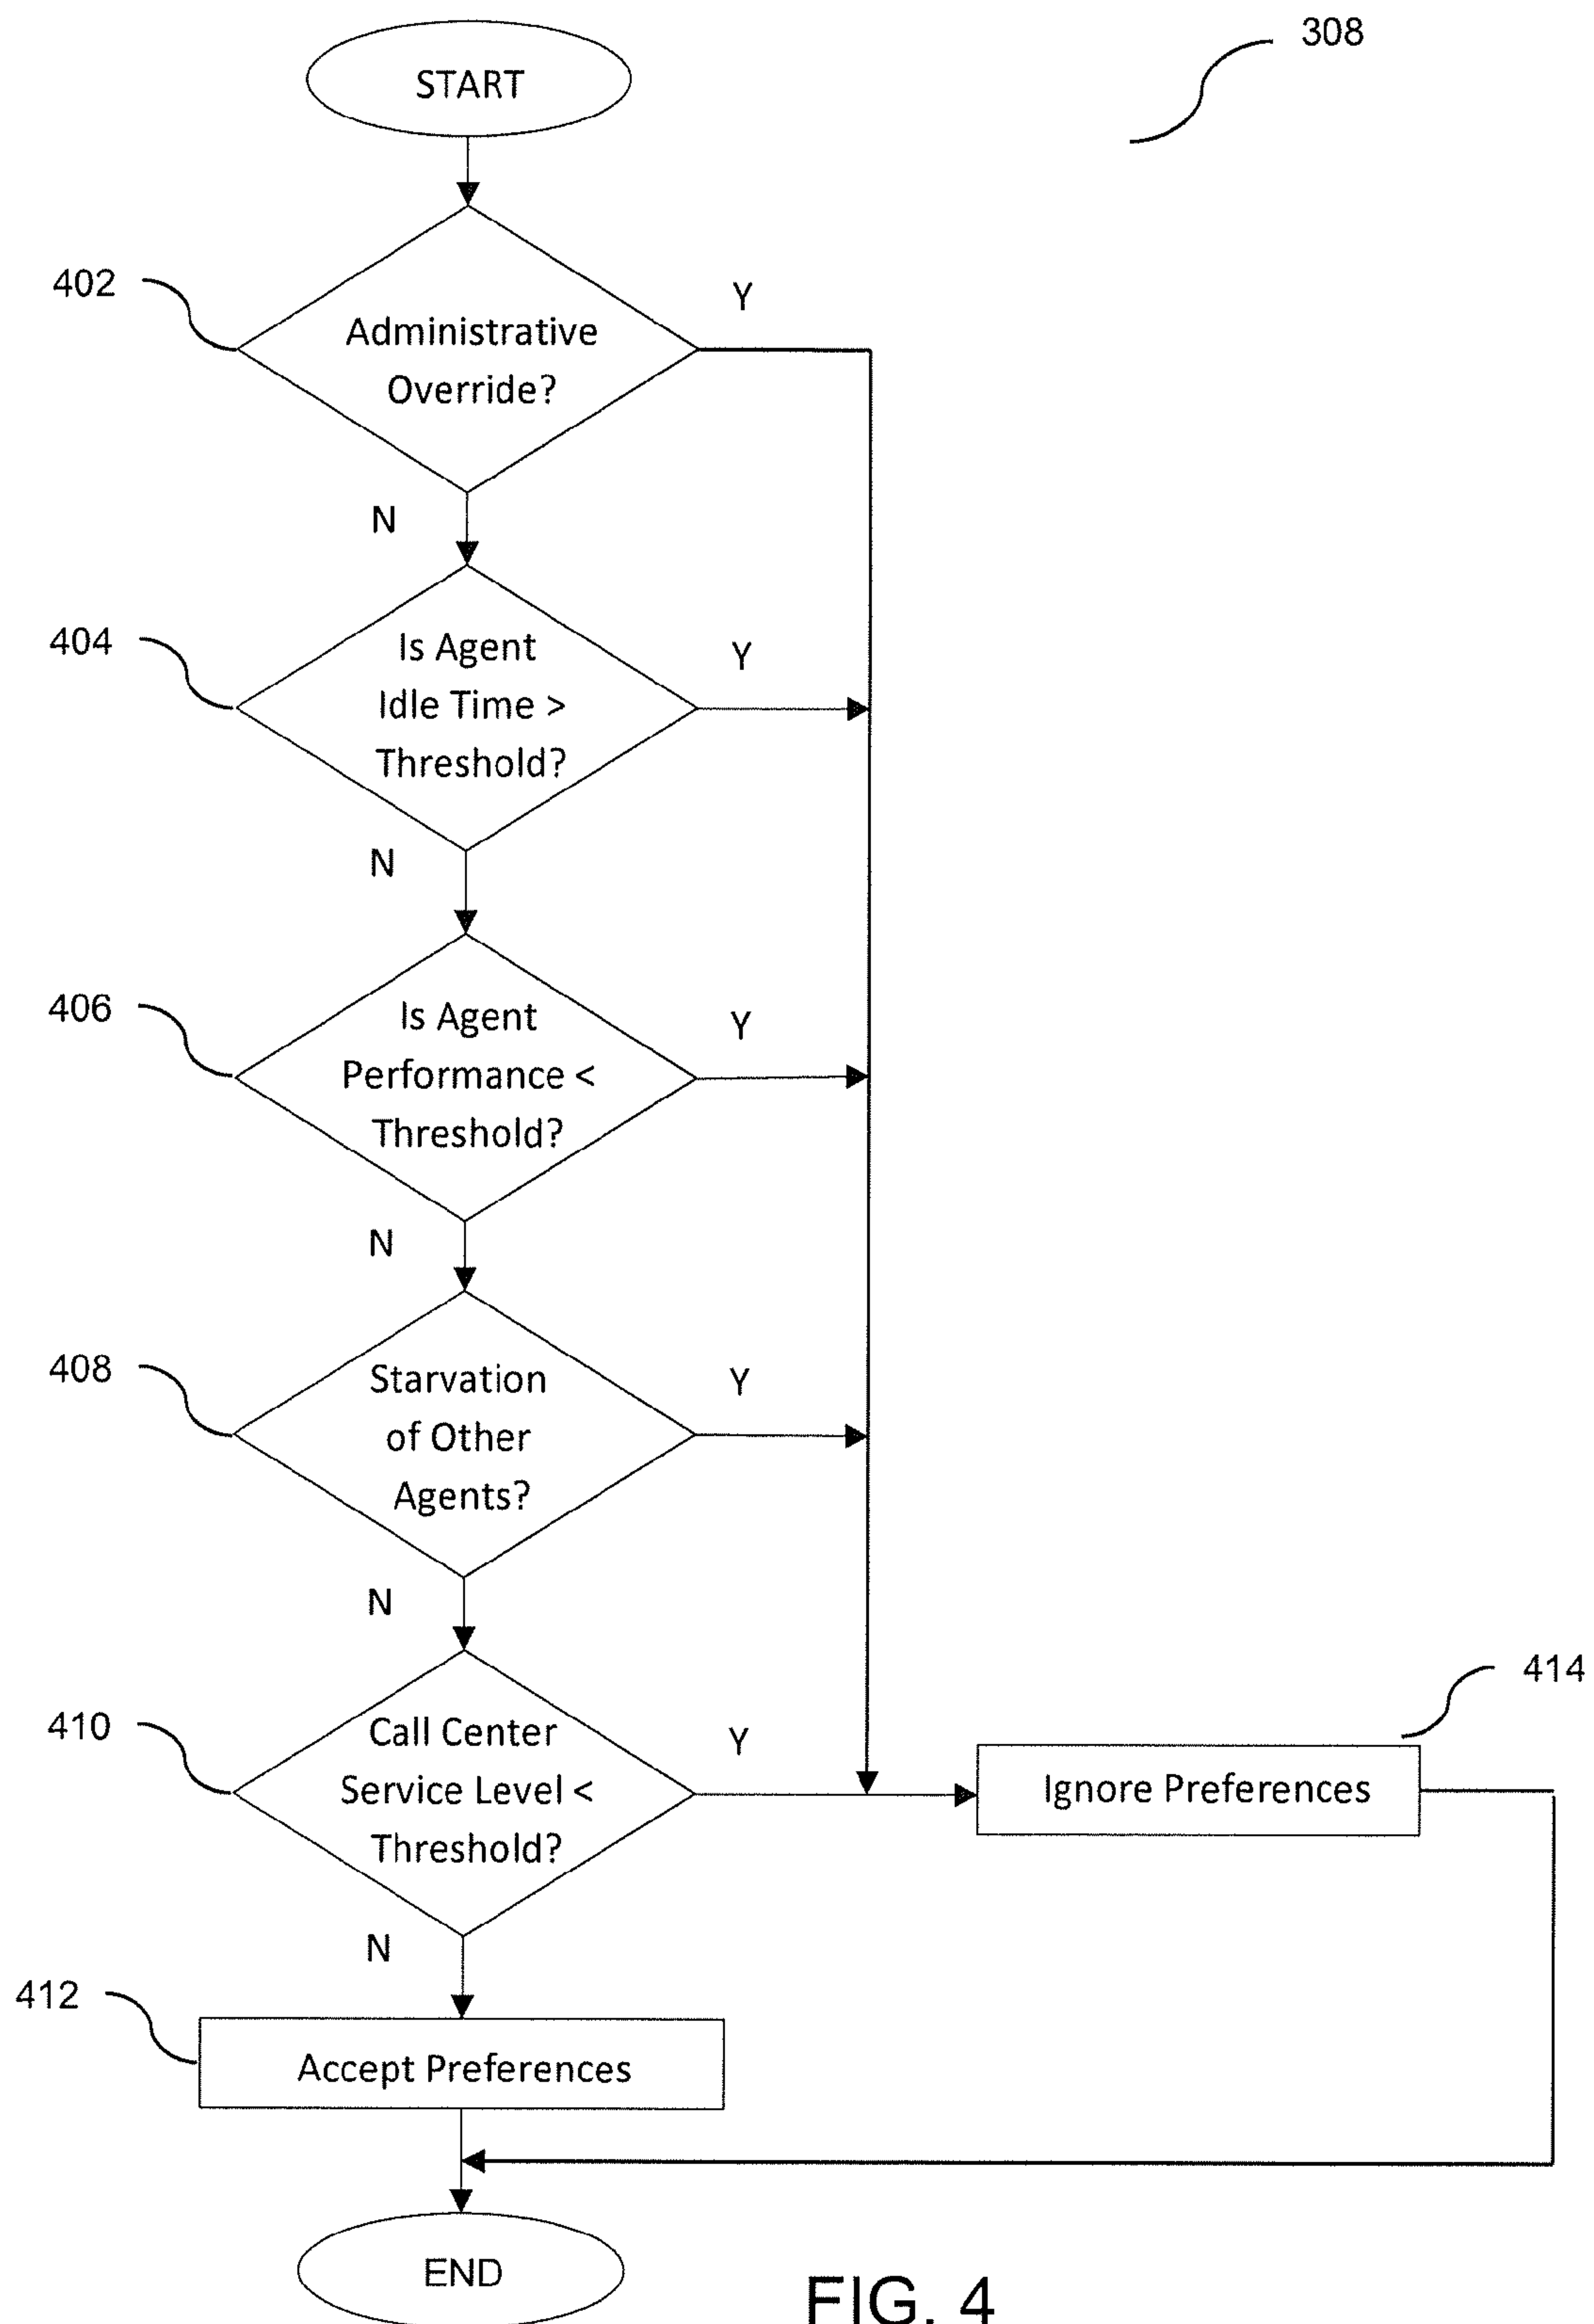 308
START
402
Y
Administrative
Override?
N
404
Y
Is Agent
Idle Time >
Threshold?
N
406
Y
Is Agent
Performance <
Threshold?
N
408
Y
Starvation
of Other
Agents?
N
414
410
Y
Call Center
Service Level <
Threshold?
Ignore Preferences
N
412
Accept Preferences
END
FIG. 4